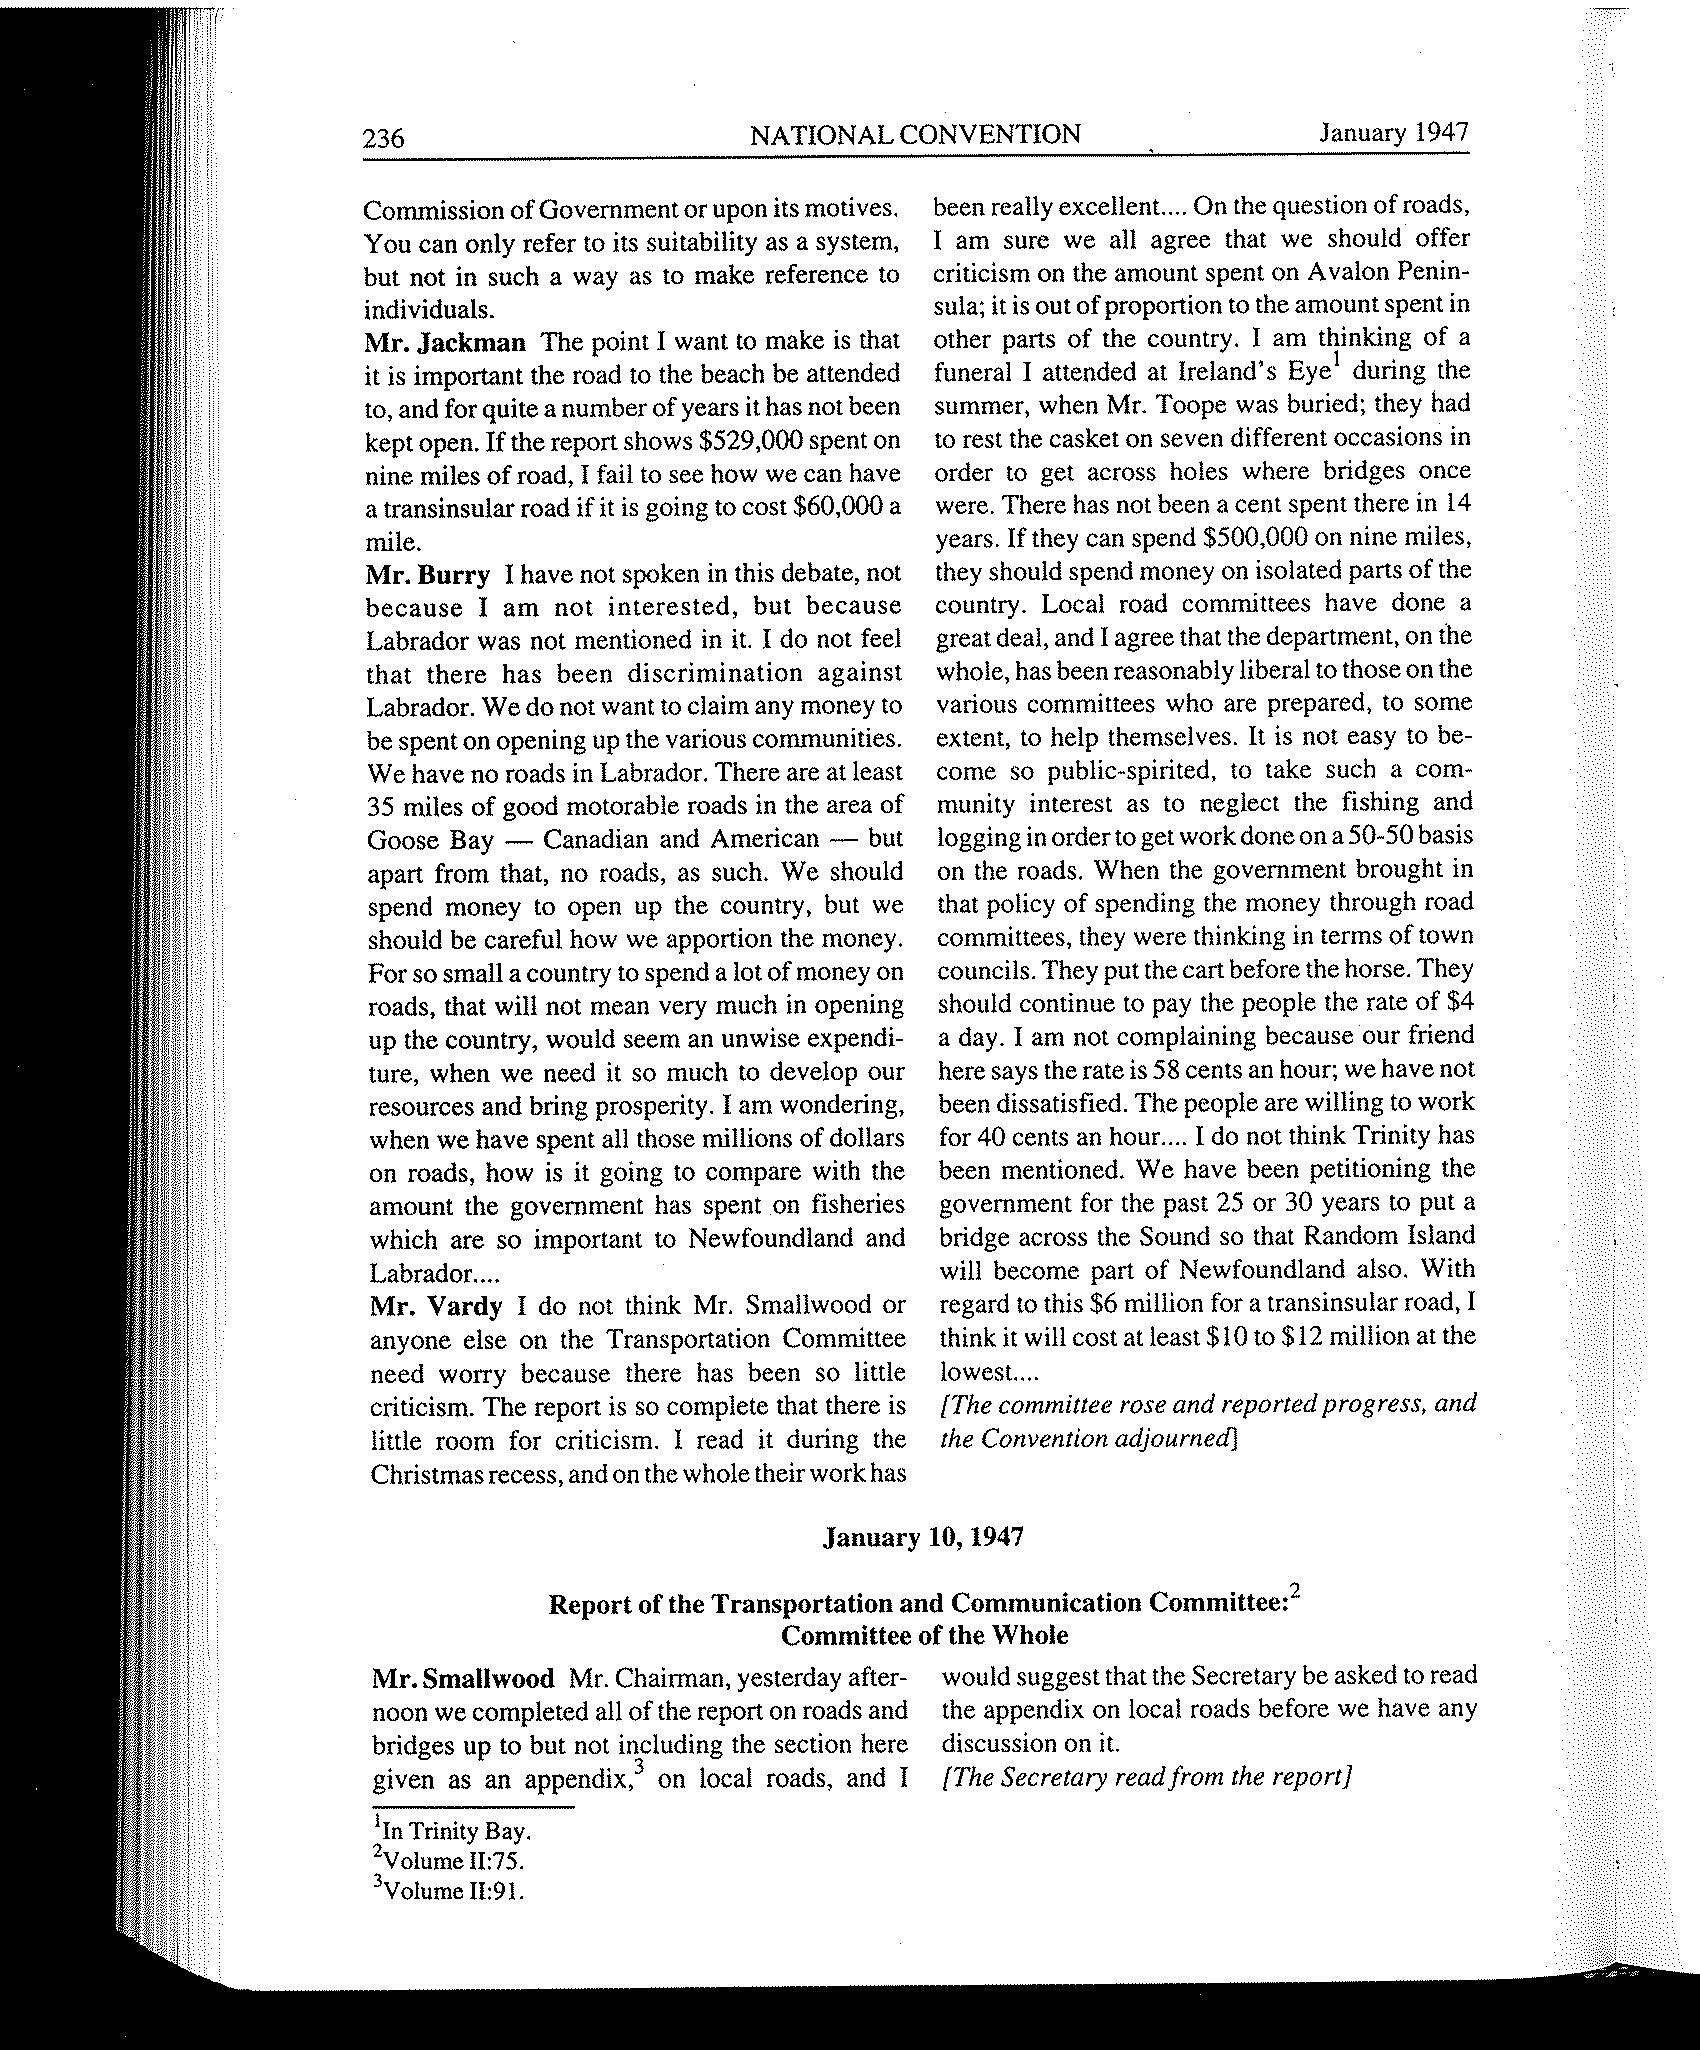 236 NATIONAL CONVENTION January 1947
Commission of Government or upon its motives.
You can only refer to its suitability as a system,
but not in such a way as to make reference to
individuals.
Mr. Jackman The point I want to make is that
it is important the road to the beach be attended
to, and for quite a number of years it has not been
kept open. If the report shows $529,000 spent on
nine miles of road, I fail to see how we can have
a transinsular road if it is going to cost $60,000 a
mile.
Mr. Burry I have not spoken in this debate, not
because I am not interested, but because
Labrador was not mentioned in it. I do not feel
that there has been discrimination against
Labrador. We do not want to claim any money to
be spent on opening up the various communities.
We have no roads in Labrador. There are at least
35 miles of good motorable roads in the area of
Goose Bay — Canadian and American — but
apart from that, no roads, as such. We should
spend money to open up the country, but we
should be careful how we apportion the money.
For so small a country to spend a lot of money on
roads, that will not mean very much in opening
up the country, would seem an unwise expendi-
ture, when we need it so much to develop our
resources and bring prosperity. I am wondering,
when we have spent all those millions of dollars
on roads, how is it going to compare with the
amount the government has spent on fisheries
which are so important to Newfoundland and
Labrador....
Mr. Vardy I do not think Mr. Smallwood or
anyone else on the Transportation Committee
need worry because there has been so little
criticism. The report is so complete that there is
little room for criticism. I read it during the
Christmas recess, and on the whole their work has
been really excellent.... On the question of roads,
I am sure we all agree that we should offer
criticism on the amount spent on Avalon Penin-
sula; it is out of proportion to the amount spent in
other parts of the country. I am thinking of a
funeral I attended at Ireland's Eye1 during the
summer, when Mr. Toope was buried; they had
to rest the casket on seven different occasions in
order to get across holes where bridges once
were. There has not been a cent spent there in 14
years. If they can spend $500,000 on nine miles,
they should spend money on isolated parts of the
country. Local road committees have done a
great deal, and I agree that the department, on the
whole, has been reasonably liberal to those on the
various committees who are prepared, to some
extent, to help themselves. It is not easy to be-
come so public-spirited, to take such a com-
munity interest as to neglect the fishing and
logging in order to get work done on a 50-50 basis
on the roads. When the government brought in
that policy of spending the money through road
committees, they were thinking in terms of town
councils. They put the cart before the horse. They
should continue to pay the people the rate of $4
a day. I am not complaining because our friend
here says the rate is 58 cents an hour; we have not
been dissatisfied. The people are willing to work
for 40 cents an hour.... I do not think Trinity has
been mentioned. We have been petitioning the
government for the past 25 or 30 years to put a
bridge across the Sound so that Random Island
will become part of Newfoundland also. With
regard to this $6 million for a transinsular road, I
think it will cost at least $10 to $12 million at the
lowest....
[The committee rose and reported progress, and
the Convention adjourned]
January 10, 1947
Report of the Transportation and Communication Committee:2
Committee of the Whole
Mr. Smallwood Mr. Chairman, yesterday after-
noon we completed all of the report on roads and
bridges up to but not including the section here
given as an appendix,3 on local roads, and I
would suggest that the Secretary be asked to read
the appendix on local roads before we have any
discussion on it.
[The Secretary read from the report]
1In Trinity Bay.
2Volume II:75.
3Volume II:91.